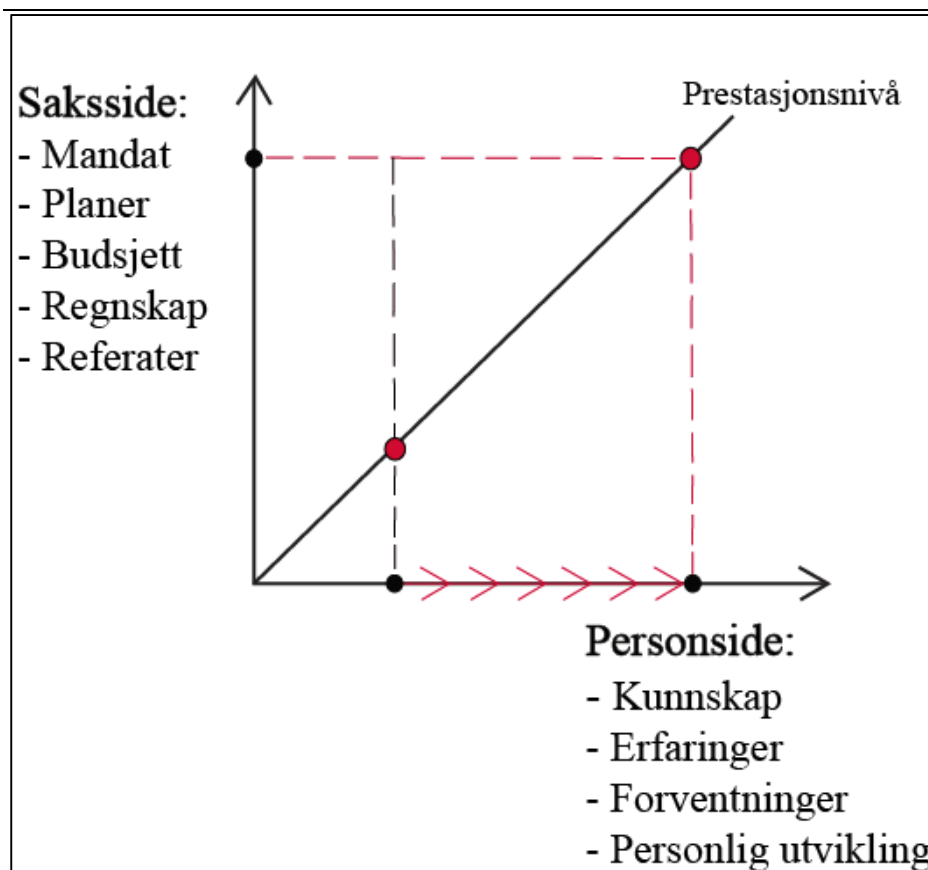 Saksside:
- Mandat
- Planer
- Budsjett
- Regnskap
- Referater
Prestasjonsnivå
Personside:
- Kunnskap
- Erfaringer
- Forventninger
- Personlig utvikling